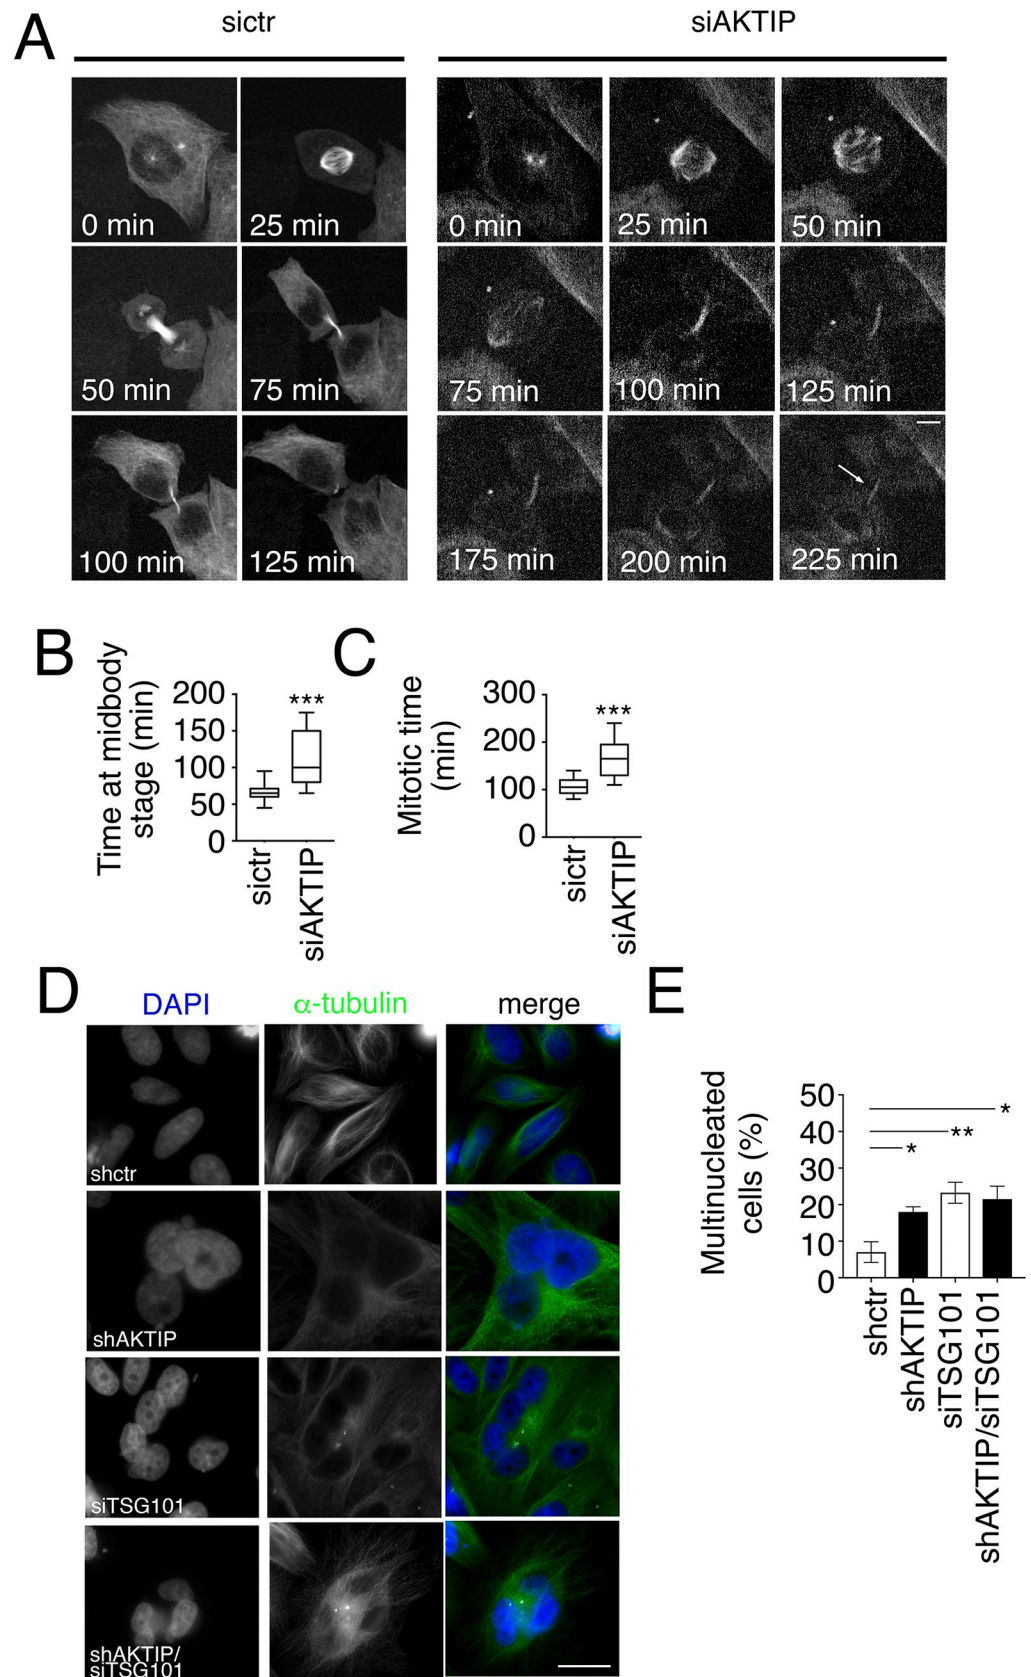 A
sictr
siAKTIP
0 min
25 min
0 min
25 min
50 min
50 min
75 min
75 min
100 min
125 min
100 min
125 min
175 min
200 min
225 min
B
Time at midbody
stage (min)
200
150
100
50
0
***
sictr
siAKTIP
C
Mitotic time
(min)
300
200
100
0
***
sictr
siAKTIP
D
DAPI
α-tubulin
merge
shctr
shAKTIP
siTSG101
shAKTIP/
siTSG101
E
Multinucleated
cells (%)
50
40
30
20
10
0
*
**
*
shctr
shAKTIP
siTSG101
shAKTIP/siTSG101